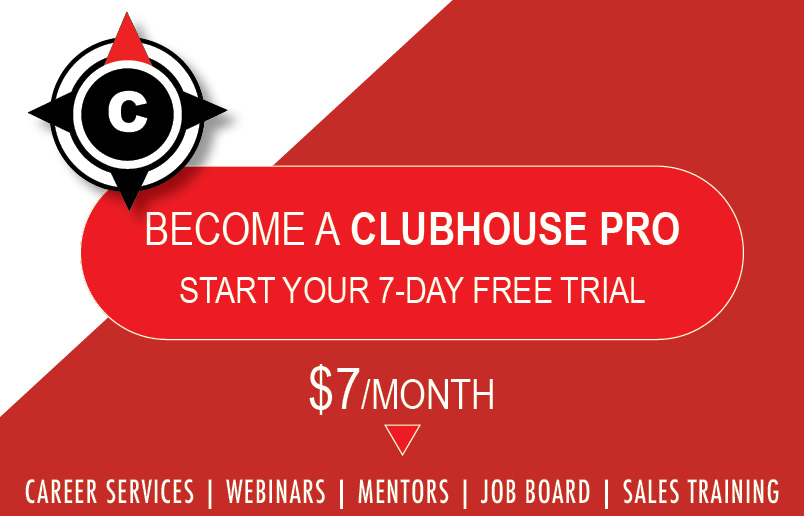 C
BECOME A CLUBHOUSE PRO
START YOUR 7-DAY FREE TRIAL
$7/MONTH
CAREER SERVICES | WEBINARS | MENTORS | JOB BOARD | SALES TRAINING